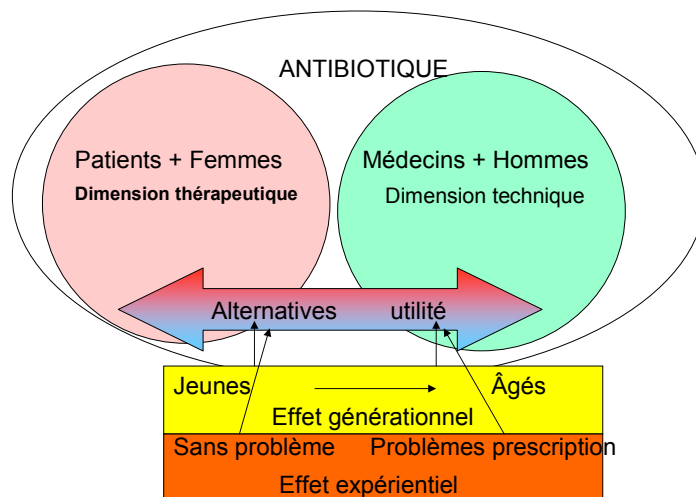 ANTIBIOTIQUE
Patients + Femmes
Dimension thérapeutique
Médecins + Hommes
Dimension technique
Alternatives utilité
Jeunes Âgés
Effet générationnel
Sans problème Problèmes prescription
Effet expérientiel